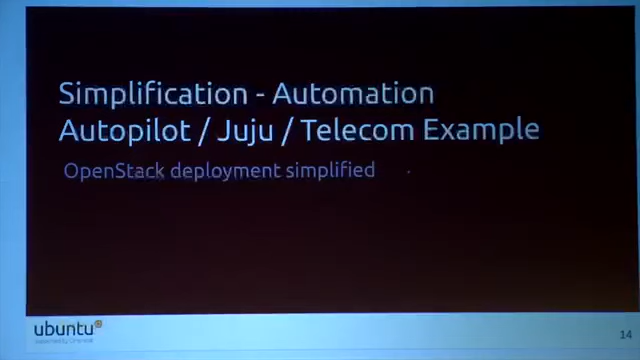 Simplification - Automation
Autopilot / Juju / Telecom Example
OpenStack deployment simplified
ubuntu
14